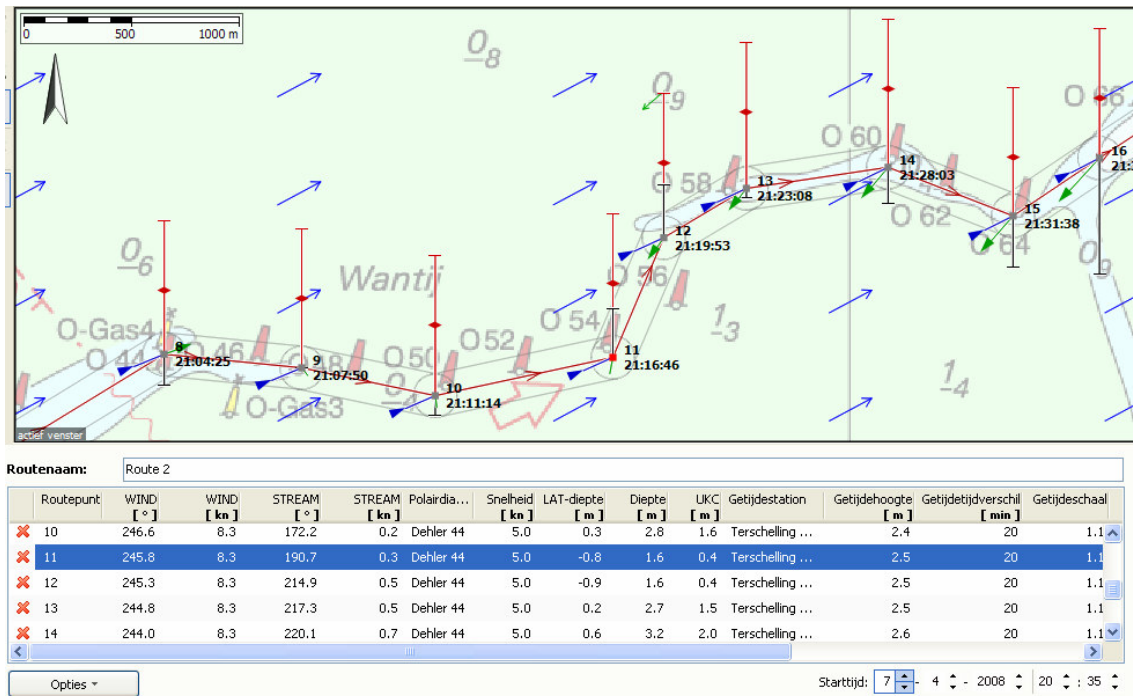 0 500 1000 m
0 8
0 9
O 66
O 60
16
21:
14
21:28:03
O 58
13
21:23:08
15
21:31:38
O 62
O 64
0 9
12
21:19:53
0 6
Wantij
O 56
1 3
O-Gas4
O 44
O 46
8
21:04:25
9
21:07:50
48
O 50
O 52
O 54
11
21:16:46
0 4
10
21:11:14
1 4
O-Gas3
actief venster
Routenaam: Route 2
Routepunt WIND [ ° ] WIND [ kn ] STREAM [ ° ] STREAM [ kn ] Polairdia... Snelheid [ kn ] LAT-diepte [ m ] Diepte [ m ] UKC [ m ] Getijdestation Getijdehoogte [ m ] Getijdetijdverschil [ min ] Getijdeschaal
10 246.6 8.3 172.2 0.2 Dehler 44 5.0 0.3 2.8 1.6 Terschelling ... 2.4 20 1.1
11 245.8 8.3 190.7 0.3 Dehler 44 5.0 -0.8 1.6 0.4 Terschelling ... 2.5 20 1.1
12 245.3 8.3 214.9 0.5 Dehler 44 5.0 -0.9 1.6 0.4 Terschelling ... 2.5 20 1.1
13 244.8 8.3 217.3 0.5 Dehler 44 5.0 0.2 2.7 1.5 Terschelling ... 2.5 20 1.1
14 244.0 8.3 220.1 0.7 Dehler 44 5.0 0.6 3.2 2.0 Terschelling ... 2.6 20 1.1
Opties
Starttijd: 7 - 4 - 2008 20 : 35